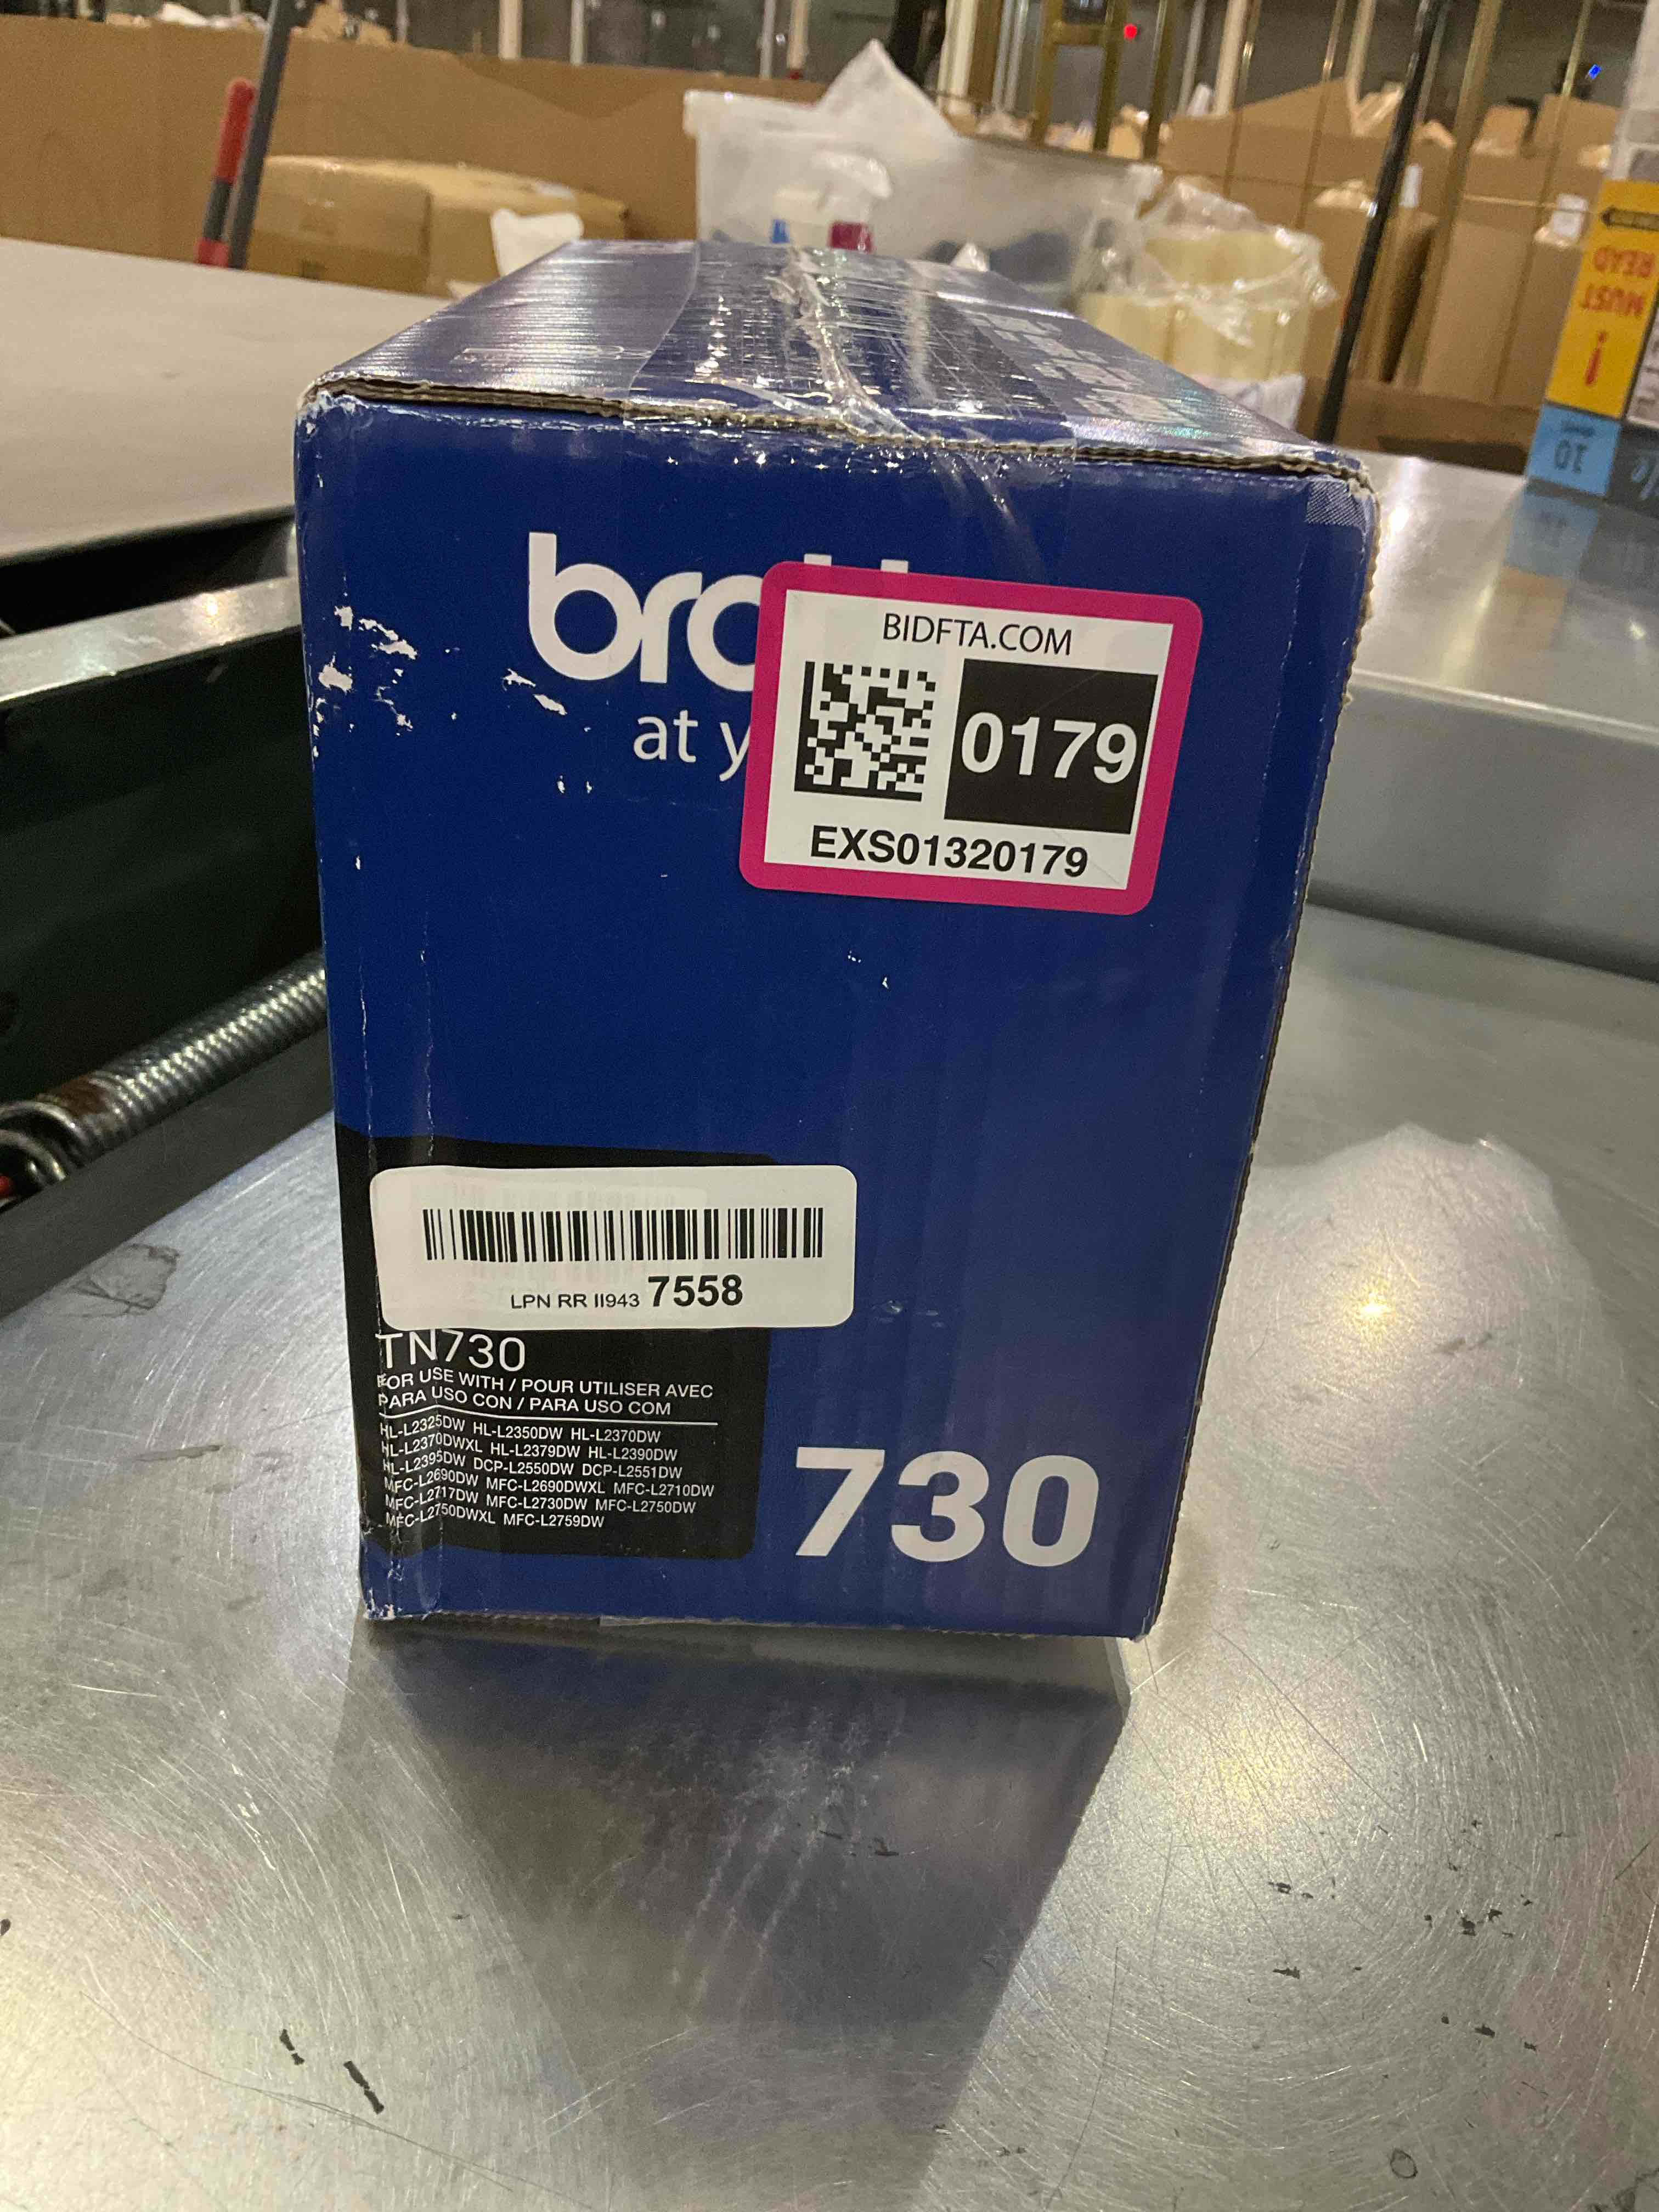 bro
at y
BIDFTA.COM
0179
EXS01320179
LPN RR II943 7558
TN730
FOR USE WITH / POUR UTILISER AVEC
PARA USO CON / PARA USO COM
HL-L2325DW HL-L2350DW HL-L2370DW
HL-L2370DWXL HL-L2379DW HL-L2390DW
HL-L2395DW DCP-L2550DW DCP-L2551DW
MFC-L2690DW MFC-L2690DWXL MFC-L2710DW
MFC-L2717DW MFC-L2730DW MFC-L2750DW
MFC-L2750DWXL MFC-L2759DW
730
MUST
READ
10